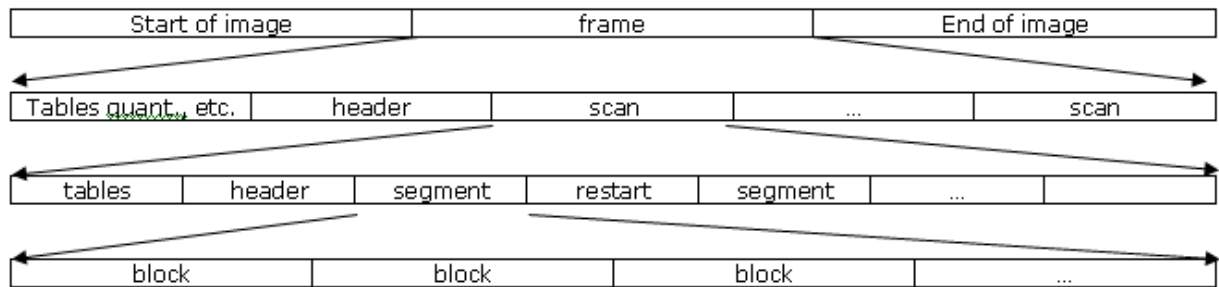 Start of image frame End of image
Tables quant., etc. header scan ... scan
tables header segment restart segment ...
block block block ...